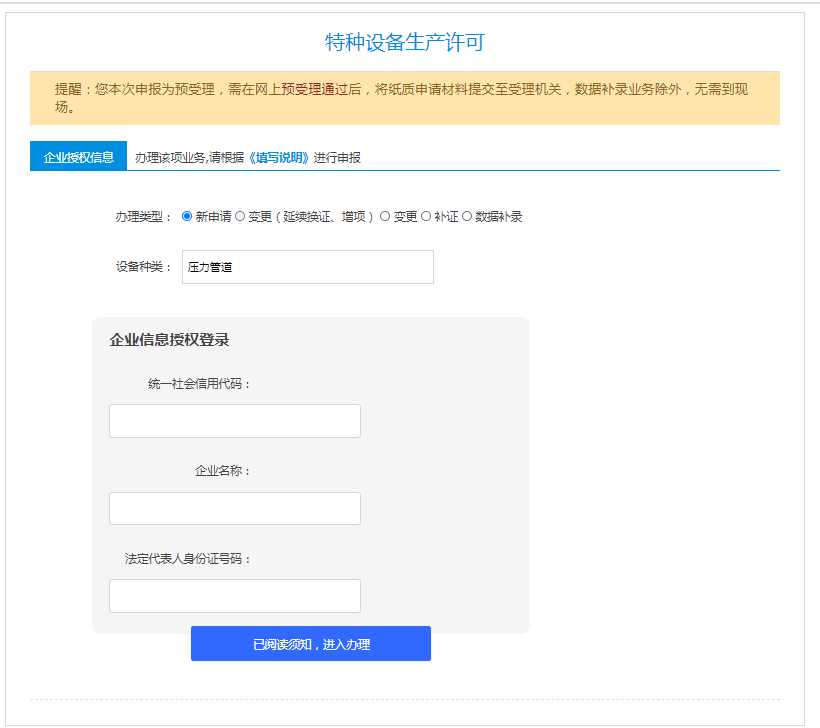 特种设备生产许可
提醒：您本次申报为预受理，需在网上预受理通过后，将纸质申请材料提交至受理机关，数据补录业务除外，无需到现
场。
企业授权信息 办理该项业务,请根据《填写说明》进行申报
办理类型： 新申请 变更（延续换证、增项） 变更 补证 数据补录
设备种类： 压力管道
企业信息授权登录
统一社会信用代码：
企业名称：
法定代表人身份证号码：
已阅读须知，进入办理